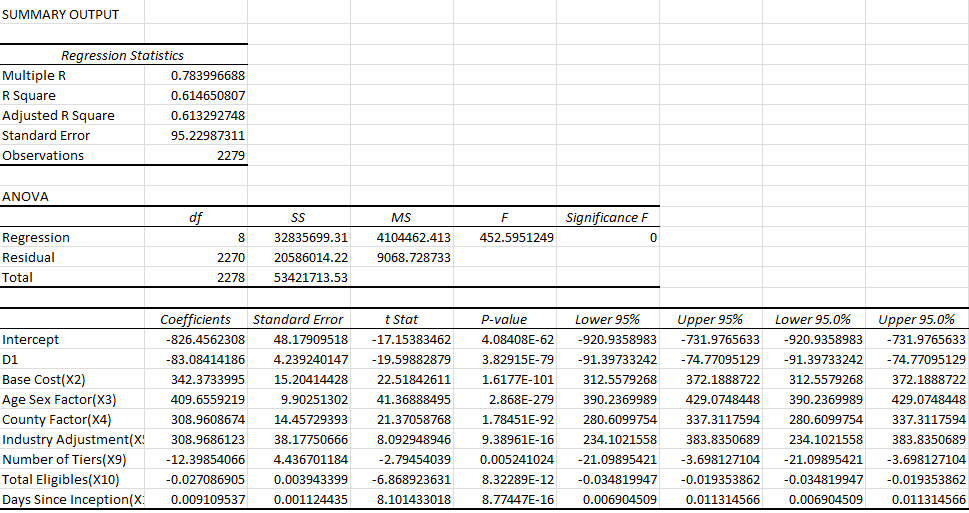 SUMMARY OUTPUT
Regression Statistics
Multiple R 0.783996688
R Square 0.614650807
Adjusted R Square 0.613292748
Standard Error 95.22987311
Observations 2279
ANOVA
df SS MS F Significance F
Regression 8 32835699.31 4104462.413 452.5951249 0
Residual 2270 20586014.22 9068.728733
Total 2278 53421713.53
Coefficients Standard Error t Stat P-value Lower 95% Upper 95% Lower 95.0% Upper 95.0%
Intercept -826.4562308 48.17909518 -17.15383462 4.08408E-62 -920.9358983 -731.9765633 -920.9358983 -731.9765633
D1 -83.08414186 4.239240147 -19.59882879 3.82915E-79 -91.39733242 -74.77095129 -91.39733242 -74.77095129
Base Cost(X2) 342.3733995 15.20414428 22.51842611 1.6177E-101 312.5579268 372.1888722 312.5579268 372.1888722
Age Sex Factor(X3) 409.6559219 9.90251302 41.36888495 2.868E-279 390.2369989 429.0748448 390.2369989 429.0748448
County Factor(X4) 308.9608674 14.45729393 21.37058768 1.78451E-92 280.6099754 337.3117594 280.6099754 337.3117594
Industry Adjustment(X 308.9686123 38.17750666 8.092948946 9.38961E-16 234.1021558 383.8350689 234.1021558 383.8350689
Number of Tiers(X9) -12.39854066 4.436701184 -2.79454039 0.005241024 -21.09895421 -3.698127104 -21.09895421 -3.698127104
Total Eligibles(X10) -0.027086905 0.003943399 -6.868923631 8.32289E-12 -0.034819947 -0.019353862 -0.034819947 -0.019353862
Days Since Inception(X 0.009109537 0.001124435 8.101433018 8.77447E-16 0.006904509 0.011314566 0.006904509 0.011314566